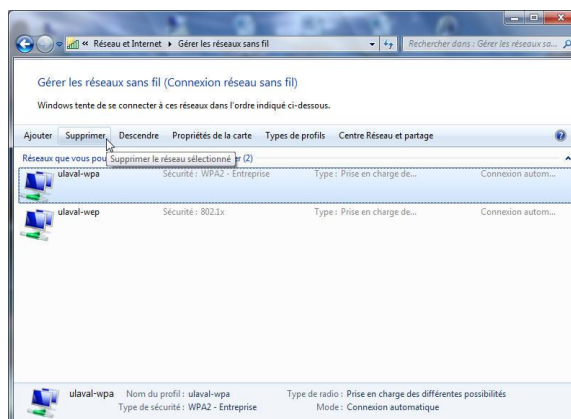 « Réseau et Internet ▸ Gérer les réseaux sans fil
Rechercher dans : Gérer les réseaux sa...
Gérer les réseaux sans fil (Connexion réseau sans fil)
Windows tente de se connecter à ces réseaux dans l'ordre indiqué ci-dessous.
Ajouter Supprimer Descendre Propriétés de la carte Types de profils Centre Réseau et partage
Réseaux que vous pou
Supprimer le réseau sélectionné
er (2)
ulaval-wpa Sécurité : WPA2 - Entreprise Type : Prise en charge de... Connexion autom...
ulaval-wep Sécurité : 802.1x Type : Prise en charge de... Connexion autom...
ulaval-wpa Nom du profil : ulaval-wpa Type de radio : Prise en charge des différentes possibilités
Type de sécurité : WPA2 - Entreprise Mode : Connexion automatique